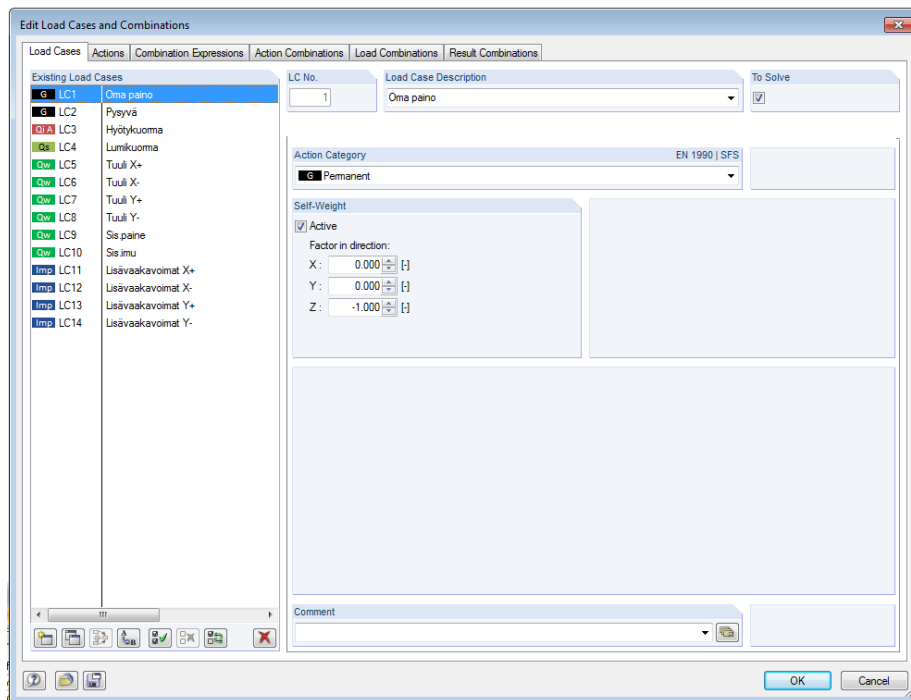 Edit Load Cases and Combinations
Load Cases Actions Combination Expressions Action Combinations Load Combinations Result Combinations
Existing Load Cases
G LC1 Oma paino
G LC2 Pysyvä
Qi A LC3 Hyötykuorma
Qs LC4 Lumikuorma
Qw LC5 Tuuli X+
Qw LC6 Tuuli X-
Qw LC7 Tuuli Y+
Qw LC8 Tuuli Y-
Qw LC9 Sis.paine
Qw LC10 Sis.imu
Imp LC11 Lisävaakavoimat X+
Imp LC12 Lisävaakavoimat X-
Imp LC13 Lisävaakavoimat Y+
Imp LC14 Lisävaakavoimat Y-
LC No.
1
Load Case Description
Oma paino
To Solve
Action Category EN 1990 | SFS
G Permanent
Self-Weight
Active
Factor in direction:
X : 0.000 [-]
Y : 0.000 [-]
Z : -1.000 [-]
Comment
OK Cancel